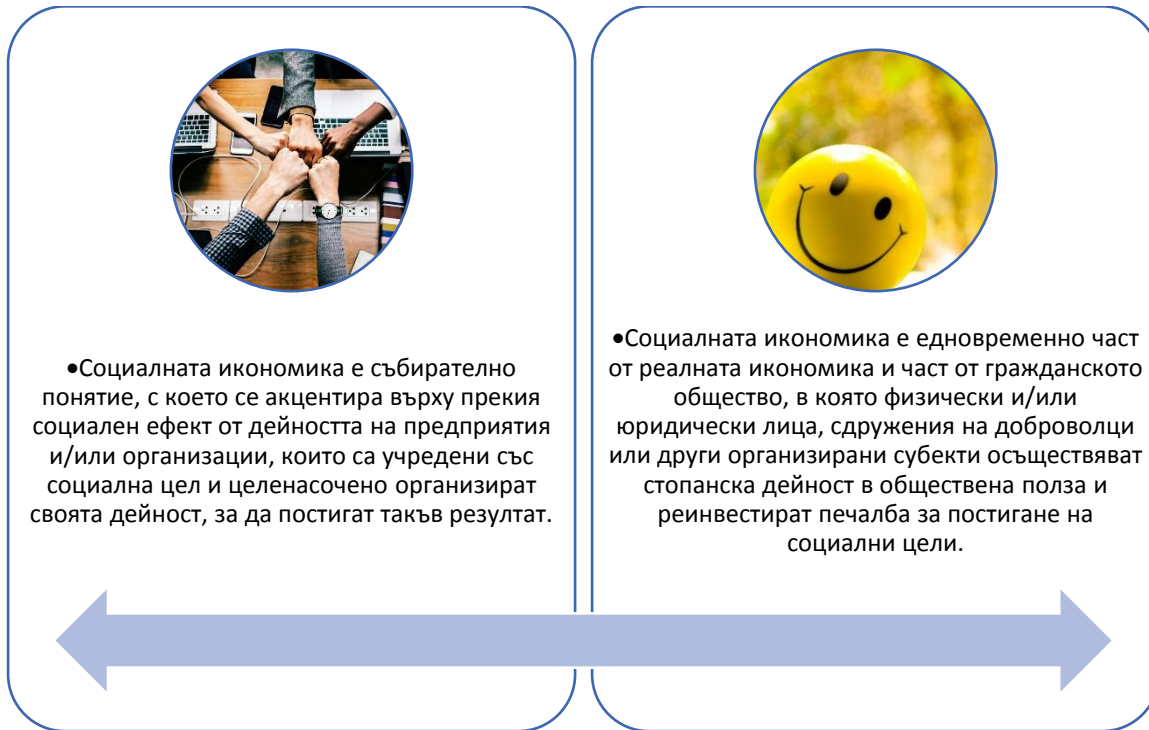 •Социалната икономика е събирателно
понятие, с което се акцентира върху прекия
социален ефект от дейността на предприятия
и/или организации, които са учредени със
социална цел и целенасочено организират
своята дейност, за да постигат такъв резултат.
•Социалната икономика е едновременно част
от реалната икономика и част от гражданското
общество, в която физически и/или
юридически лица, сдружения на доброволци
или други организирани субекти осъществяват
стопанска дейност в обществена полза и
реинвестират печалба за постигане на
социални цели.